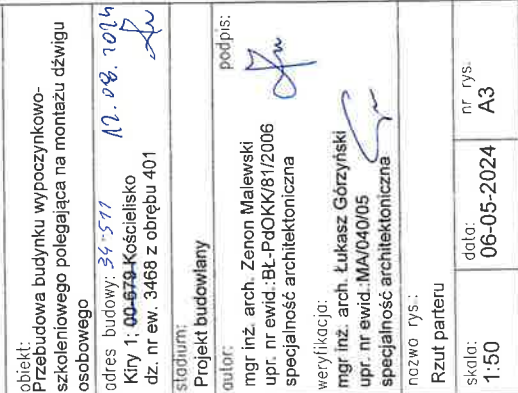 obiekt:
Przebudowa budynku wypoczynkowo-
szkoleniowego polegająca na montażu dźwigu
osobowego
adres budowy: 34-511 12.08.2024
Kiry 1; 00-679 Kościelisko
dz. nr ew. 3468 z obrębu 401
stadium:
Projekt budowlany
autor: podpis:
mgr inż. arch. Zenon Malewski
upr. nr ewid.:BŁ-PdOKK/81/2006
specjalność architektoniczna
weryfikacja:
mgr inż. arch. Łukasz Górzyński
upr. nr ewid.:MA/040/05
specjalność architektoniczna
nazwa rys.:
Rzut parteru
skala: data: nr rys.
1:50 06-05-2024 A3